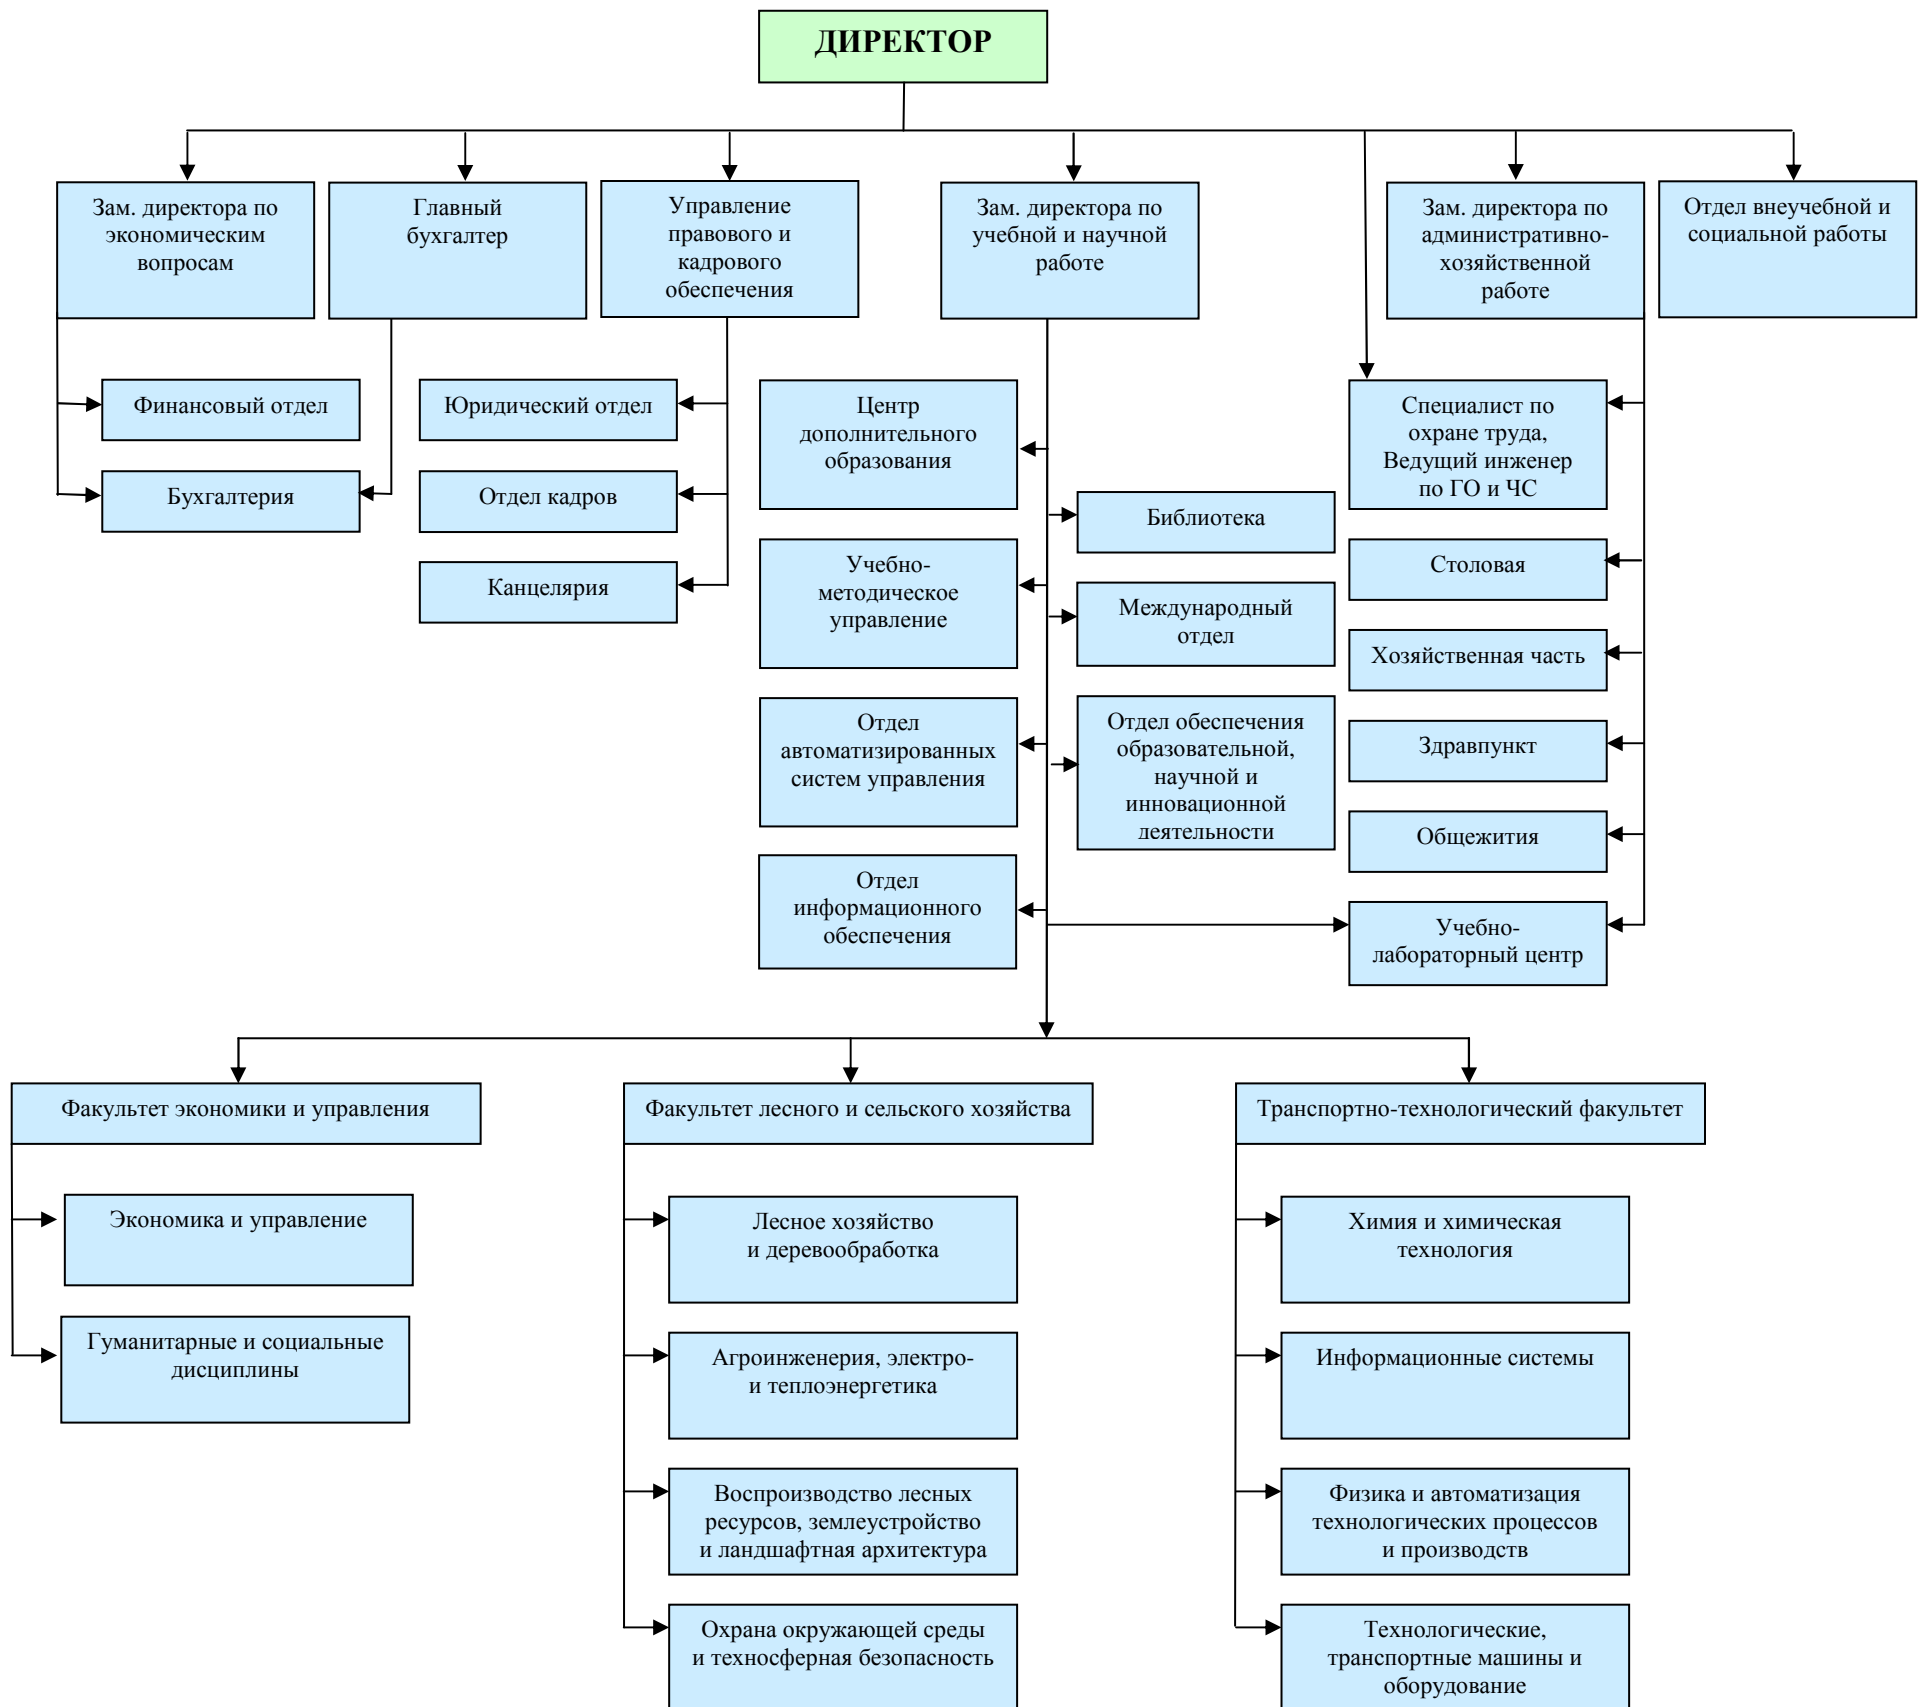 ДИРЕКТОР
Зам. директора по
экономическим
вопросам
Главный
бухгалтер
Управление
правового и
кадрового
обеспечения
Зам. директора по
учебной и научной
работе
Зам. директора по
административно-
хозяйственной
работе
Отдел внеучебной и
социальной работы
Финансовый отдел
Бухгалтерия
Юридический отдел
Отдел кадров
Канцелярия
Центр
дополнительного
образования
Учебно-
методическое
управление
Отдел
автоматизированных
систем управления
Отдел
информационного
обеспечения
Библиотека
Международный
отдел
Отдел обеспечения
образовательной,
научной и
инновационной
деятельности
Специалист по
охране труда,
Ведущий инженер
по ГО и ЧС
Столовая
Хозяйственная часть
Здравпункт
Общежития
Учебно-
лабораторный центр
Факультет экономики и управления
Экономика и управление
Гуманитарные и социальные
дисциплины
Факультет лесного и сельского хозяйства
Лесное хозяйство
и деревообработка
Агроинженерия, электро-
и теплоэнергетика
Воспроизводство лесных
ресурсов, землеустройство
и ландшафтная архитектура
Охрана окружающей среды
и техносферная безопасность
Транспортно-технологический факультет
Химия и химическая
технология
Информационные системы
Физика и автоматизация
технологических процессов
и производств
Технологические,
транспортные машины и
оборудование